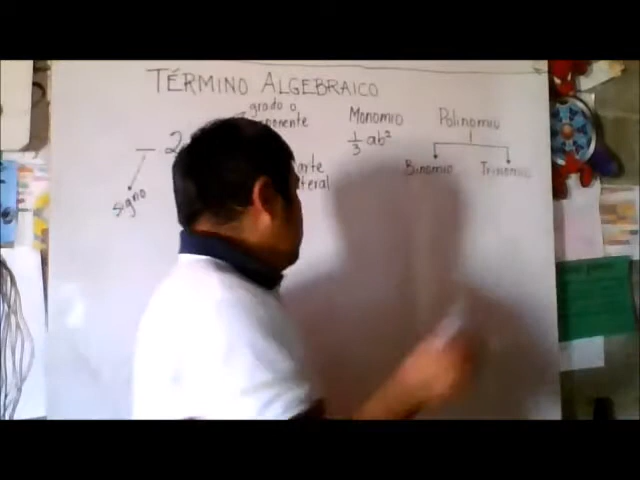 TÉRMINO ALGEBRAICO
grado o
Monomio
Polinomio
1/3 ab²
— 2
Binomio Trinomio
signo